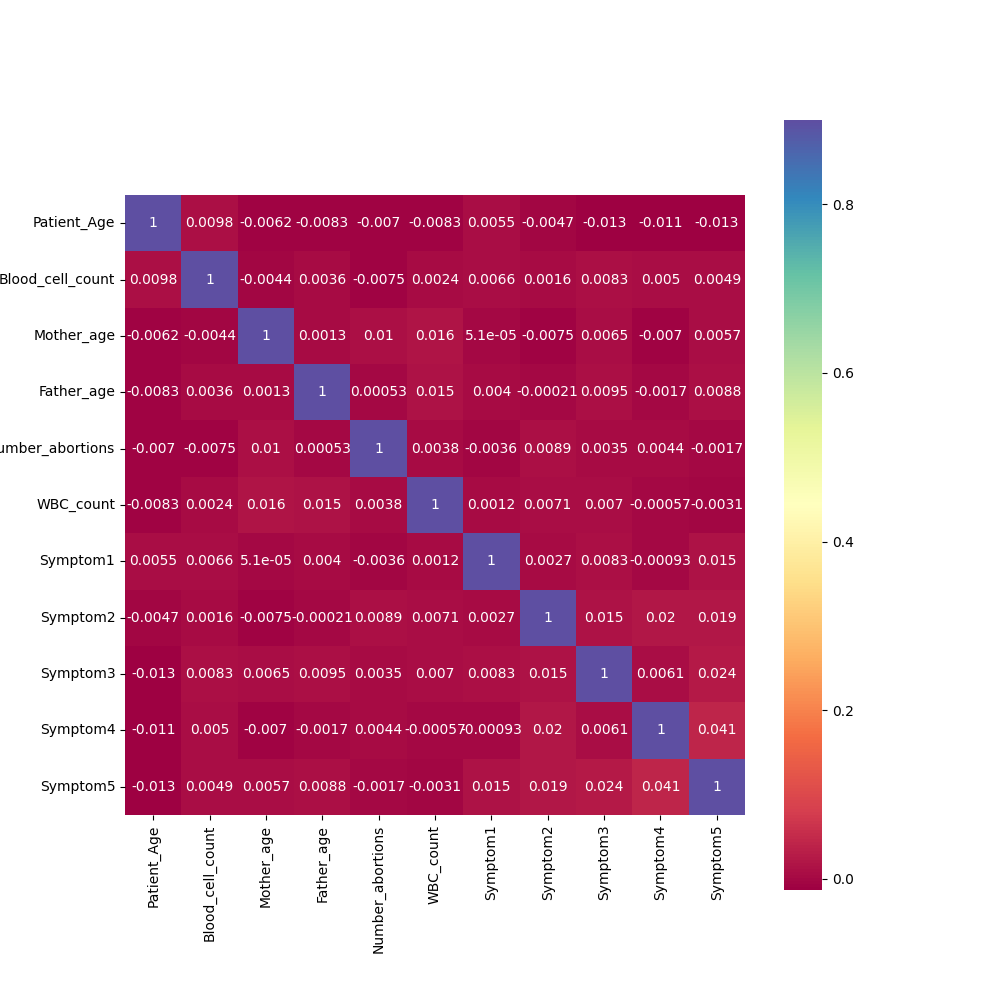 Patient_Age 1 0.0098 -0.0062 -0.0083 -0.007 -0.0083 0.0055 -0.0047 -0.013 -0.011 -0.013
Blood_cell_count 0.0098 1 -0.0044 0.0036 -0.0075 0.0024 0.0066 0.0016 0.0083 0.005 0.0049
Mother_age -0.0062 -0.0044 1 0.0013 0.01 0.016 5.1e-05 -0.0075 0.0065 -0.007 0.0057
Father_age -0.0083 0.0036 0.0013 1 0.00053 0.015 0.004 -0.00021 0.0095 -0.0017 0.0088
umber_abortions -0.007 -0.0075 0.01 0.00053 1 0.0038 -0.0036 0.0089 0.0035 0.0044 -0.0017
WBC_count -0.0083 0.0024 0.016 0.015 0.0038 1 0.0012 0.0071 0.007 -0.00057 -0.0031
Symptom1 0.0055 0.0066 5.1e-05 0.004 -0.0036 0.0012 1 0.0027 0.0083 -0.00093 0.015
Symptom2 -0.0047 0.0016 -0.0075 -0.00021 0.0089 0.0071 0.0027 1 0.015 0.02 0.019
Symptom3 -0.013 0.0083 0.0065 0.0095 0.0035 0.007 0.0083 0.015 1 0.0061 0.024
Symptom4 -0.011 0.005 -0.007 -0.0017 0.0044 -0.00057 -0.00093 0.02 0.0061 1 0.041
Symptom5 -0.013 0.0049 0.0057 0.0088 -0.0017 -0.0031 0.015 0.019 0.024 0.041 1
Patient_Age
Blood_cell_count
Mother_age
Father_age
Number_abortions
WBC_count
Symptom1
Symptom2
Symptom3
Symptom4
Symptom5
0.8
0.6
0.4
0.2
0.0